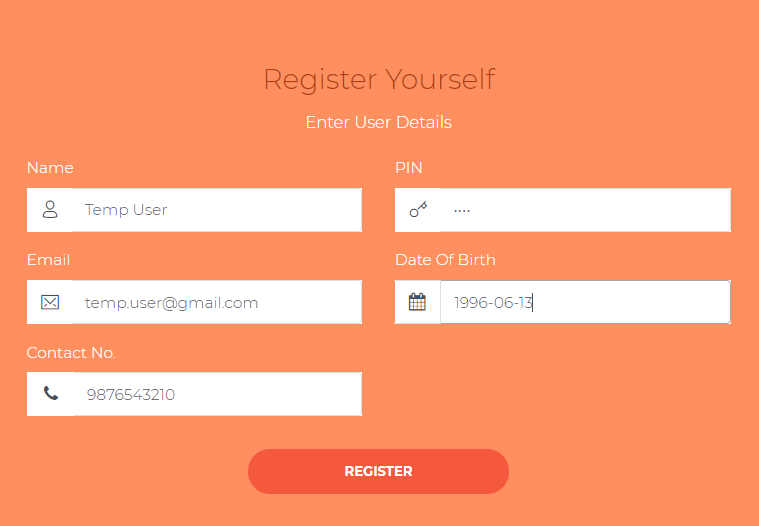 Register Yourself
Enter User Details
Name PIN
Temp User ····
Email Date Of Birth
temp.user@gmail.com 1996-06-13
Contact No.
9876543210
REGISTER